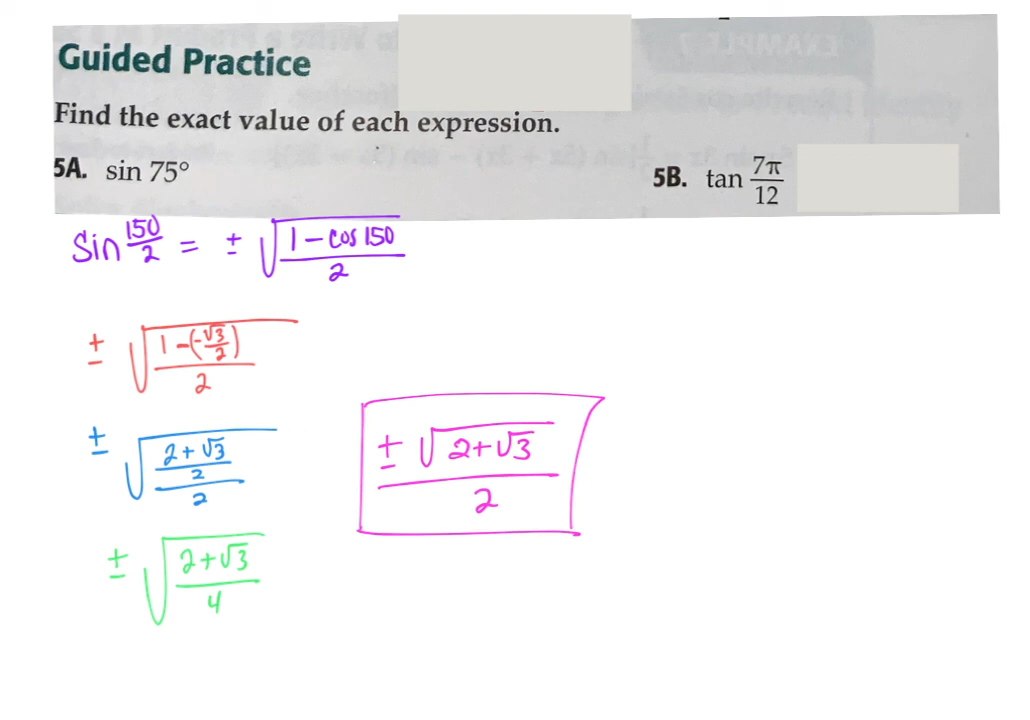 Guided Practice
Find the exact value of each expression.
5A. sin 75° 5B. tan 7π/12
sin 150/2 = ± √((1 - cos 150)/2)
± √((1 - (-√3/2))/2)
± √(((2 + √3)/2)/2)
± √((2 + √3)/4)
(± √(2 + √3))/2